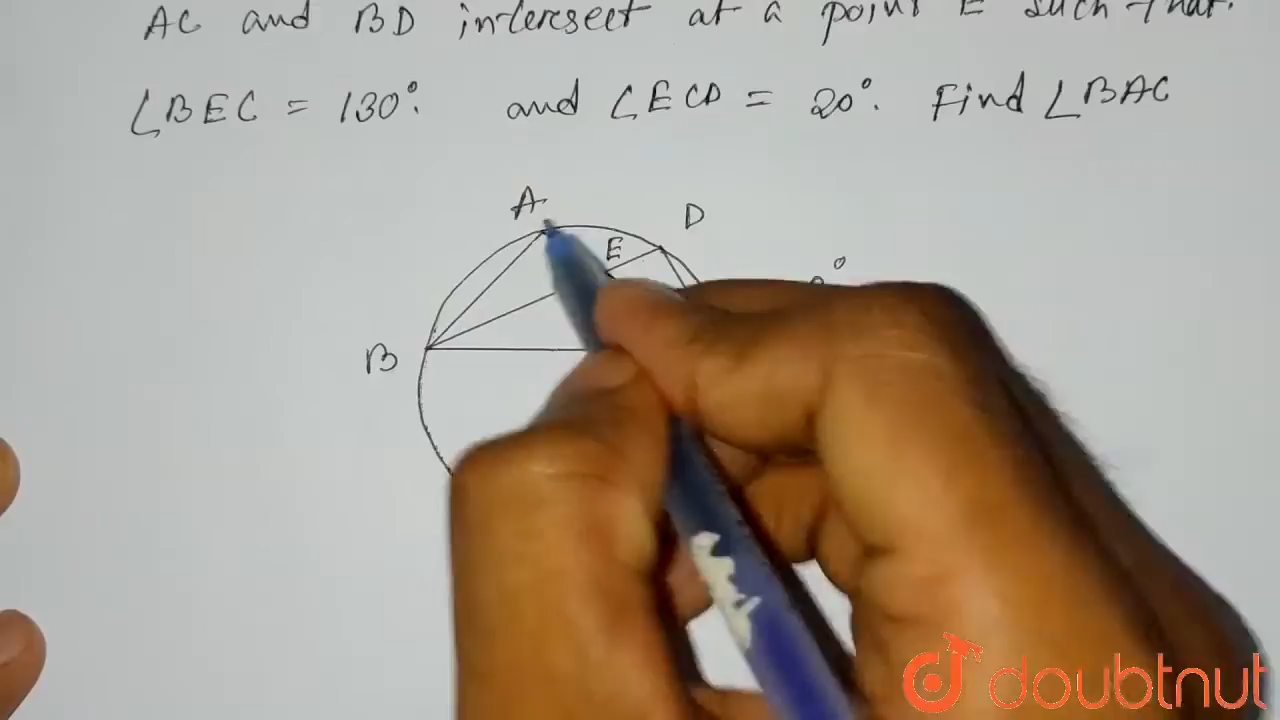 AC and BD intersect at a point E such that.
∠BEC = 130°. and ∠ECD = 20°. Find ∠BAC
A
D
E
B
doubtnut